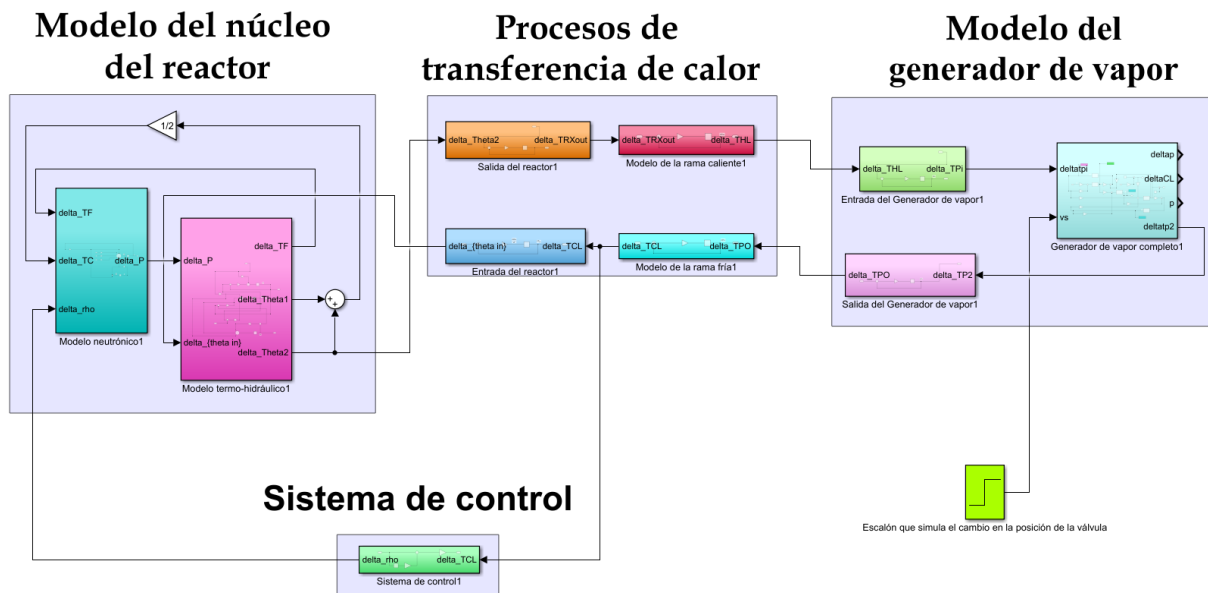 Modelo del núcleo
del reactor
Procesos de
transferencia de calor
Modelo del
generador de vapor
1/2
delta_TF
delta_TC
delta_rho
delta_P
Modelo neutrónico1
delta_P
delta_{theta in}
delta_TF
delta_Theta1
delta_Theta2
Modelo termo-hidráulico1
delta_Theta2
delta_TRXout
Salida del reactor1
delta_TRXout
delta_THL
Modelo de la rama caliente1
delta_{theta in}
delta_TCL
Entrada del reactor1
delta_TCL
delta_TPO
Modelo de la rama fría1
delta_THL
delta_TPi
Entrada del Generador de vapor1
deltatpi
vs
deltap
deltaCL
p
deltatp2
Generador de vapor completo1
delta_TPO
delta_TP2
Salida del Generador de vapor1
Escalón que simula el cambio en la posición de la válvula
Sistema de control
delta_rho
delta_TCL
Sistema de control1